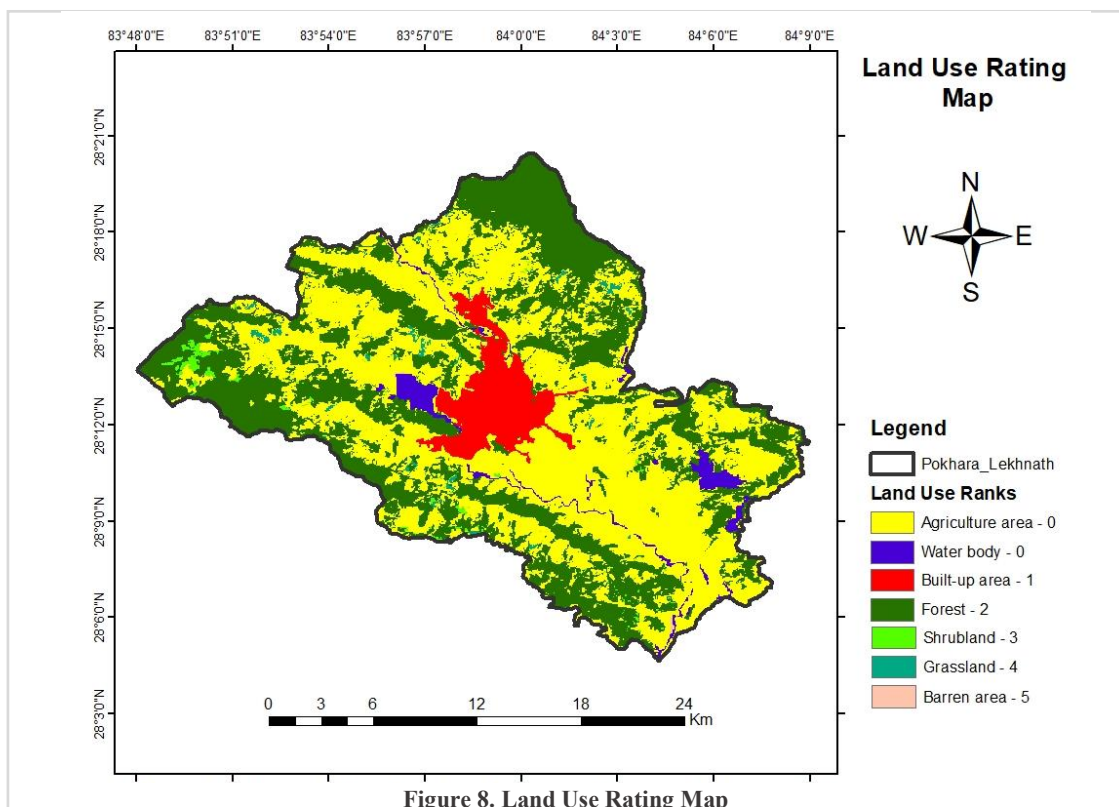 83°48'0"E 83°51'0"E 83°54'0"E 83°57'0"E 84°0'0"E 84°3'0"E 84°6'0"E 84°9'0"E
Land Use Rating
Map
28°21'0"N
28°18'0"N
28°15'0"N
28°12'0"N
28°9'0"N
28°6'0"N
28°3'0"N
N
W E
S
Legend
Pokhara_Lekhnath
Land Use Ranks
Agriculture area - 0
Water body - 0
Built-up area - 1
Forest - 2
Shrubland - 3
Grassland - 4
Barren area - 5
0 3 6 12 18 24
Km
Figure 8. Land Use Rating Map